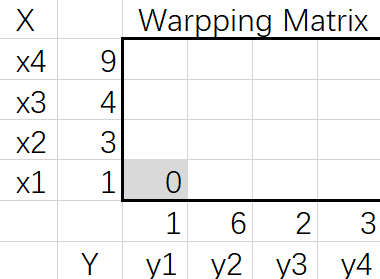 X Warpping Matrix
x4 9
x3 4
x2 3
x1 1 0
1 6 2 3
Y y1 y2 y3 y4